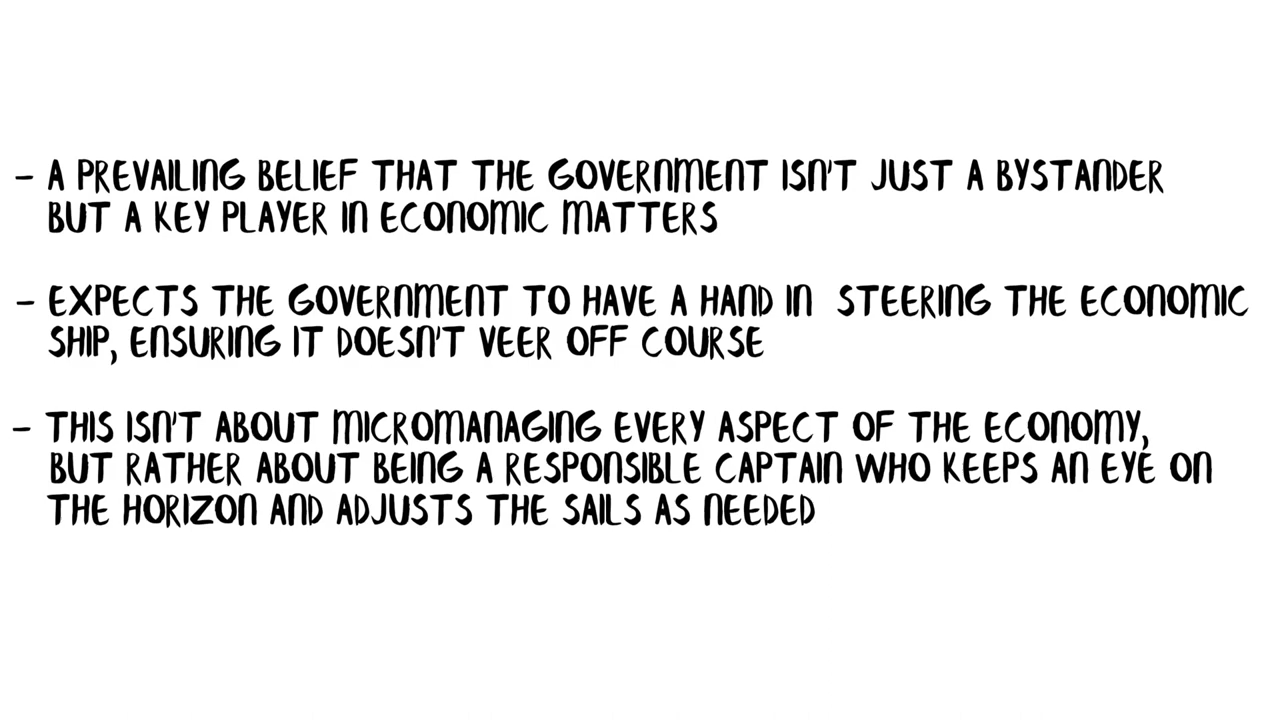 - A PREVAILING BELIEF THAT THE GOVERNMENT ISN'T JUST A BYSTANDER
BUT A KEY PLAYER IN ECONOMIC MATTERS
- EXPECTS THE GOVERNMENT TO HAVE A HAND IN STEERING THE ECONOMIC
SHIP, ENSURING IT DOESN'T VEER OFF COURSE
- THIS ISN'T ABOUT MICROMANAGING EVERY ASPECT OF THE ECONOMY,
BUT RATHER ABOUT BEING A RESPONSIBLE CAPTAIN WHO KEEPS AN EYE ON
THE HORIZON AND ADJUSTS THE SAILS AS NEEDED